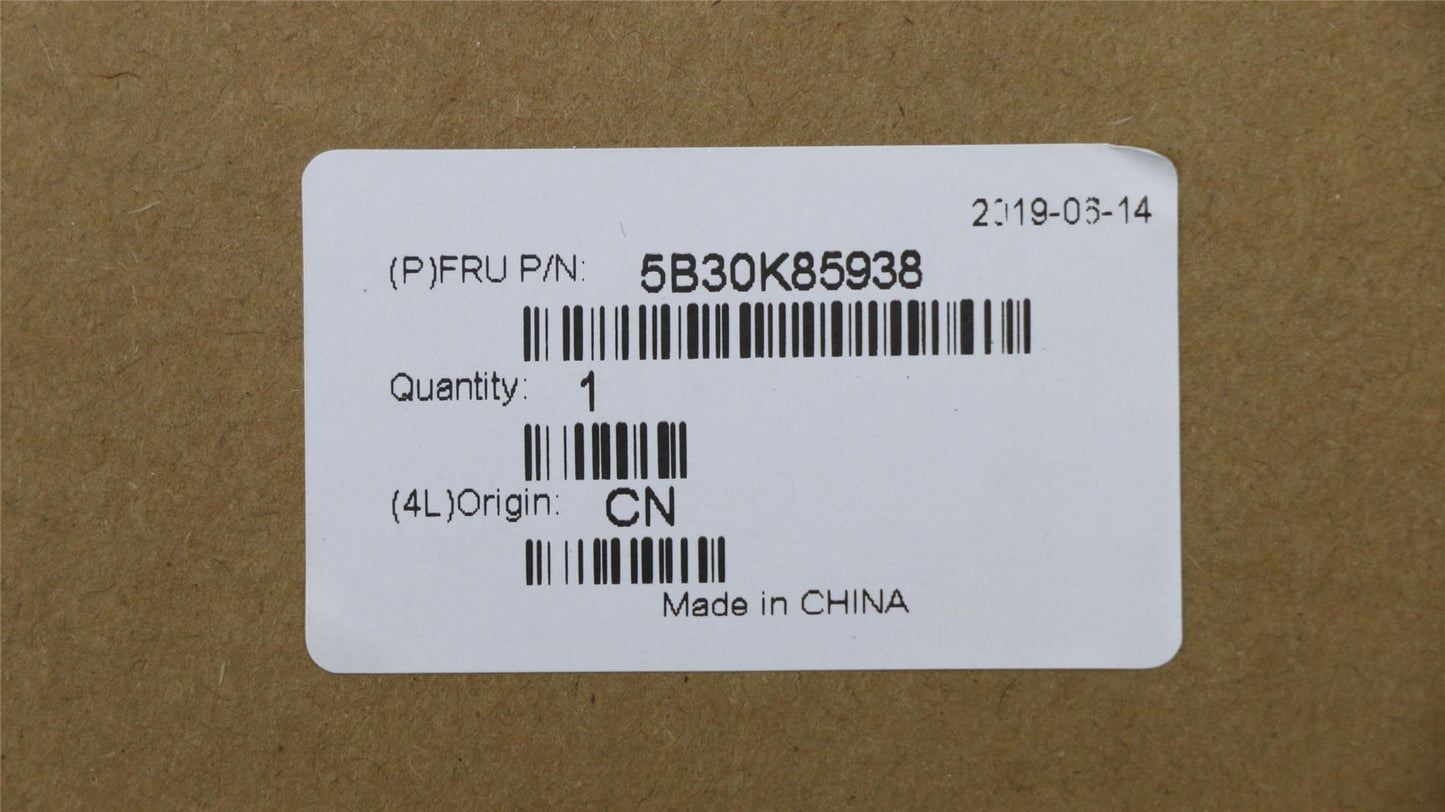 2019-06-14
(P)FRU P/N: 5B30K85938
Quantity: 1
(4L)Origin: CN
Made in CHINA